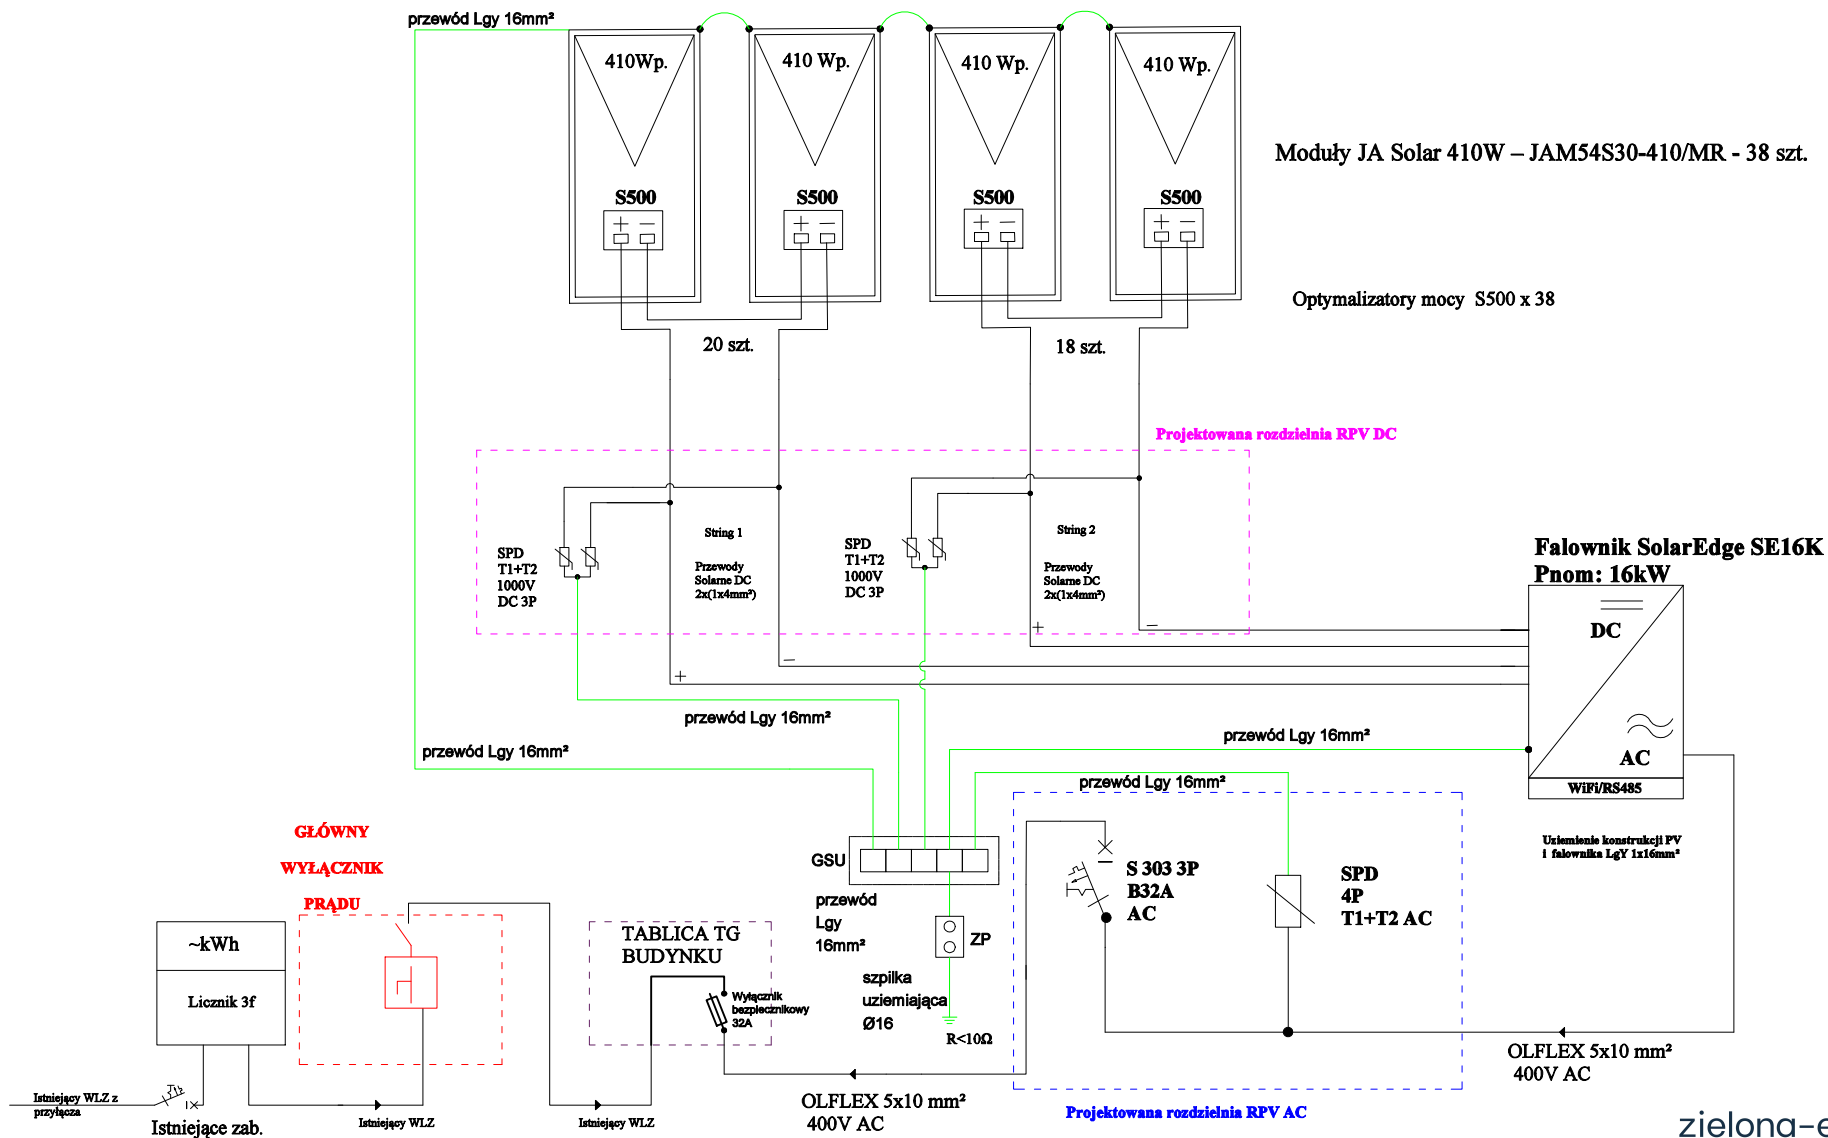 przewód Lgy 16mm²
410Wp.
410 Wp.
410 Wp.
410 Wp.
Moduły JA Solar 410W – JAM54S30-410/MR - 38 szt.
S500
S500
S500
S500
+ −
+ −
+ −
+ −
Optymalizatory mocy S500 x 38
20 szt.
18 szt.
Projektowana rozdzielnia RPV DC
SPD
T1+T2
1000V
DC 3P
String 1
Przewody
Solarne DC
2x(1x4mm²)
SPD
T1+T2
1000V
DC 3P
String 2
Przewody
Solarne DC
2x(1x4mm²)
Falownik SolarEdge SE16K
Pnom: 16kW
DC
AC
WiFi/RS485
+ −
+ −
przewód Lgy 16mm²
przewód Lgy 16mm²
przewód Lgy 16mm²
przewód Lgy 16mm²
Uziemienie konstrukcji PV
i falownika LgY 1x16mm²
GŁÓWNY
WYŁĄCZNIK
PRĄDU
GSU
przewód
Lgy
16mm²
S 303 3P
B32A
AC
SPD
4P
T1+T2 AC
~kWh
Licznik 3f
TABLICA TG
BUDYNKU
Wyłącznik
bezpiecznikowy
32A
ZP
szpilka
uziemiająca
Ø16
R<10Ω
OLFLEX 5x10 mm²
400V AC
Istniejący WLZ z
przyłącza
Istniejące zab.
Istniejący WLZ
Istniejący WLZ
OLFLEX 5x10 mm²
400V AC
Projektowana rozdzielnia RPV AC
zielona-e